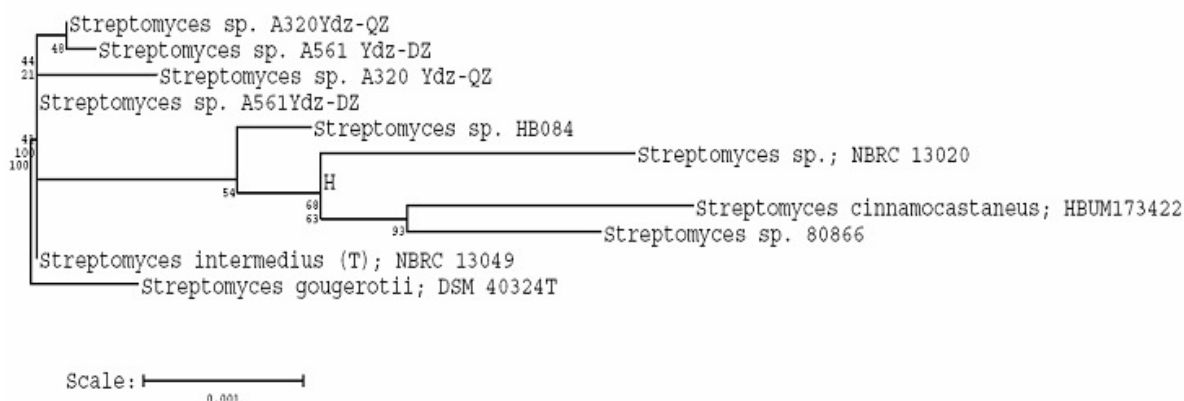 Streptomyces sp. A320Ydz-QZ
48
Streptomyces sp. A561 Ydz-DZ
44
21
Streptomyces sp. A320 Ydz-QZ
Streptomyces sp. A561Ydz-DZ
Streptomyces sp. HB084
100
100
Streptomyces sp.; NBRC 13020
H
54
68
63
Streptomyces cinnamocastaneus; HBUM173422
93
Streptomyces sp. 80866
Streptomyces intermedius (T); NBRC 13049
Streptomyces gougerotii; DSM 40324T
Scale:
0.001